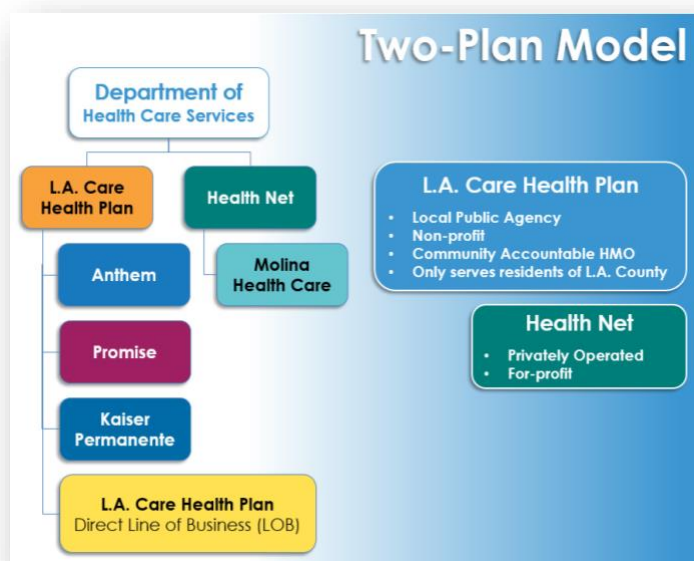 Two-Plan Model
Department of
Health Care Services
L.A. Care
Health Plan
Health Net
Anthem
Molina
Health Care
Promise
Kaiser
Permanente
L.A. Care Health Plan
Direct Line of Business (LOB)
L.A. Care Health Plan
• Local Public Agency
• Non-profit
• Community Accountable HMO
• Only serves residents of L.A. County
Health Net
• Privately Operated
• For-profit